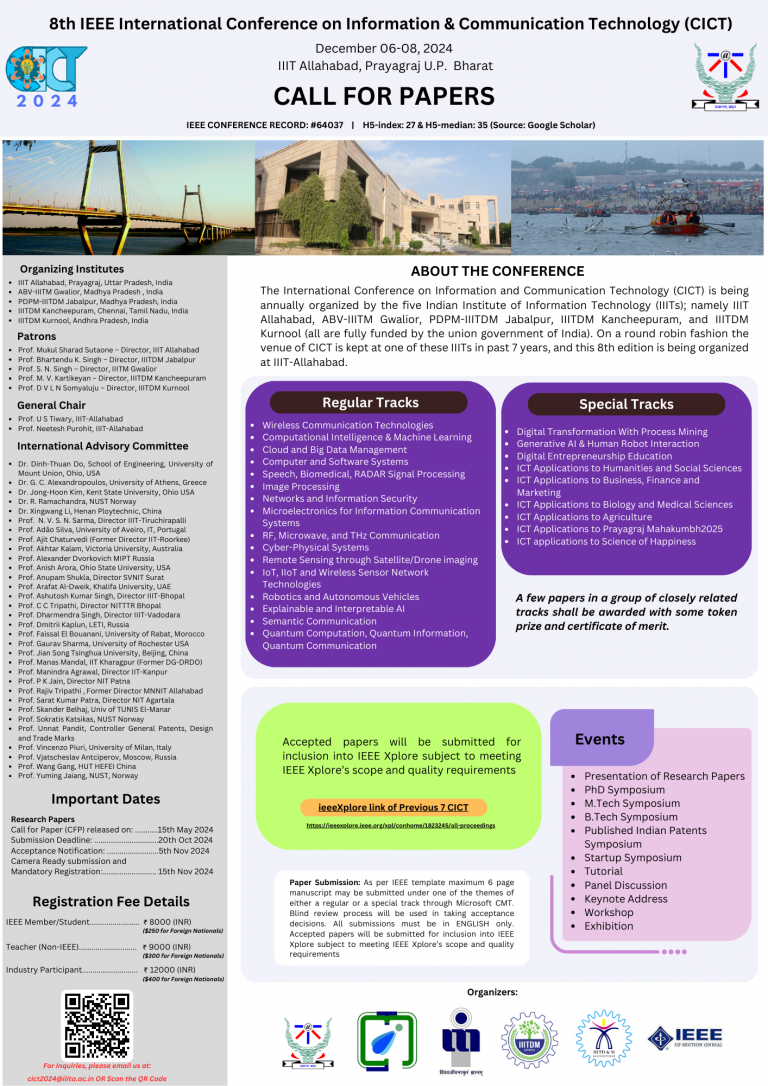 8th IEEE International Conference on Information & Communication Technology (CICT)
December 06-08, 2024
IIIT Allahabad, Prayagraj U.P. Bharat
CICT
2024
CALL FOR PAPERS
IEEE CONFERENCE RECORD: #64037 | H5-index: 27 & H5-median: 35 (Source: Google Scholar)
Organizing Institutes
• IIIT Allahabad, Prayagraj, Uttar Pradesh, India
• ABV-IIITM Gwalior, Madhya Pradesh , India
• PDPM-IIITDM Jabalpur, Madhya Pradesh, India
• IIITDM Kancheepuram, Chennai, Tamil Nadu, India
• IIITDM Kurnool, Andhra Pradesh, India
Patrons
• Prof. Mukul Sharad Sutaone – Director, IIIT Allahabad
• Prof. Bhartendu K. Singh – Director, IIITDM Jabalpur
• Prof. S. N. Singh – Director, IIITM Gwalior
• Prof. M. V. Kartikeyan – Director, IIITDM Kancheepuram
• Prof. D V L N Somyaluju – Director, IIITDM Kurnool
General Chair
• Prof. U S Tiwary, IIIT-Allahabad
• Prof. Neetesh Purohit, IIIT-Allahabad
International Advisory Committee
• Dr. Dinh-Thuan Do, School of Engineering, University of
Mount Union, Ohio, USA
• Dr. G. C. Alexandropoulos, University of Athens, Greece
• Dr. Jong-Hoon Kim, Kent State University, Ohio USA
• Dr. R. Ramachandra, NUST Norway
• Dr. Xingwang Li, Henan Ploytechnic, China
• Prof. N. V. S. N. Sarma, Director IIIT-Tiruchirapalli
• Prof. Adão Silva, University of Aveiro, IT, Portugal
• Prof. Ajit Chaturvedi (Former Director IIT-Roorkee)
• Prof. Akhtar Kalam, Victoria University, Australia
• Prof. Alexander Dvorkovich MIPT Russia
• Prof. Anish Arora, Ohio State University, USA
• Prof. Anupam Shukla, Director SVNIT Surat
• Prof. Arafat Al-Dweik, Khalifa University, UAE
• Prof. Ashutosh Kumar Singh, Director IIIT-Bhopal
• Prof. C C Tripathi, Director NITTTR Bhopal
• Prof. Dharmendra Singh, Director IIIT-Vadodara
• Prof. Dmitrii Kaplun, LETI, Russia
• Prof. Faissal El Bouanani, University of Rabat, Morocco
• Prof. Gaurav Sharma, University of Rochester USA
• Prof. Jian Song Tsinghua University, Beijing, China
• Prof. Manas Mandal, IIT Kharagpur (Former DG-DRDO)
• Prof. Manindra Agrawal, Director IIT-Kanpur
• Prof. P K Jain, Director NIT Patna
• Prof. Rajiv Tripathi , Former Director MNNIT Allahabad
• Prof. Sarat Kumar Patra, Director NIT Agartala
• Prof. Skander Belhaj, Univ of TUNIS El-Manar
• Prof. Sokratis Katsikas, NUST Norway
• Prof. Unnat Pandit, Controller General Patents, Design
and Trade Marks
• Prof. Vincenzo Piuri, University of Milan, Italy
• Prof. Vjatscheslav Antciperov, Moscow, Russia
• Prof. Wang Gang, HUT HEFEI China
• Prof. Yuming Jaiang, NUST, Norway
Important Dates
Research Papers
Call for Paper (CFP) released on: ...........15th May 2024
Submission Deadline: ................................20th Oct 2024
Acceptance Notification: ..........................5th Nov 2024
Camera Ready submission and
Mandatory Registration:........................... 15th Nov 2024
Registration Fee Details
IEEE Member/Student......................... ₹ 8000 (INR)
($250 for Foreign Nationals)
Teacher (Non-IEEE)............................. ₹ 9000 (INR)
($300 for Foreign Nationals)
Industry Participant............................ ₹ 12000 (INR)
($400 for Foreign Nationals)
For Inquiries, please email us at:
cict2024@iiita.ac.in OR Scan the QR Code
ABOUT THE CONFERENCE
The International Conference on Information and Communication Technology (CICT) is being
annually organized by the five Indian Institute of Information Technology (IIITs); namely IIIT
Allahabad, ABV-IIITM Gwalior, PDPM-IIITDM Jabalpur, IIITDM Kancheepuram, and IIITDM
Kurnool (all are fully funded by the union government of India). On a round robin fashion the
venue of CICT is kept at one of these IIITs in past 7 years, and this 8th edition is being organized
at IIIT-Allahabad.
Regular Tracks
• Wireless Communication Technologies
• Computational Intelligence & Machine Learning
• Cloud and Big Data Management
• Computer and Software Systems
• Speech, Biomedical, RADAR Signal Processing
• Image Processing
• Networks and Information Security
• Microelectronics for Information Communication
Systems
• RF, Microwave, and THz Communication
• Cyber-Physical Systems
• Remote Sensing through Satellite/Drone imaging
• IoT, IIoT and Wireless Sensor Network
Technologies
• Robotics and Autonomous Vehicles
• Explainable and Interpretable AI
• Semantic Communication
• Quantum Computation, Quantum Information,
Quantum Communication
Special Tracks
• Digital Transformation With Process Mining
• Generative AI & Human Robot Interaction
• Digital Entrepreneurship Education
• ICT Applications to Humanities and Social Sciences
• ICT Applications to Business, Finance and
Marketing
• ICT Applications to Biology and Medical Sciences
• ICT Applications to Agriculture
• ICT Applications to Prayagraj Mahakumbh2025
• ICT applications to Science of Happiness
A few papers in a group of closely related
tracks shall be awarded with some token
prize and certificate of merit.
Accepted papers will be submitted for
inclusion into IEEE Xplore subject to meeting
IEEE Xplore's scope and quality requirements
ieeeXplore link of Previous 7 CICT
https://ieeexplore.ieee.org/xpl/conhome/1823245/all-proceedings
Paper Submission: As per IEEE template maximum 6 page
manuscript may be submitted under one of the themes of
either a regular or a special track through Microsoft CMT.
Blind review process will be used in taking acceptance
decisions. All submissions must be in ENGLISH only.
Accepted papers will be submitted for inclusion into IEEE
Xplore subject to meeting IEEE Xplore's scope and quality
requirements
Events
• Presentation of Research Papers
• PhD Symposium
• M.Tech Symposium
• B.Tech Symposium
• Published Indian Patents
Symposium
• Startup Symposium
• Tutorial
• Panel Discussion
• Keynote Address
• Workshop
• Exhibition
Organizers:
विश्वजीवनामृतं ज्ञानम्
IIITDM
IEEE
UP SECTION (INDIA)